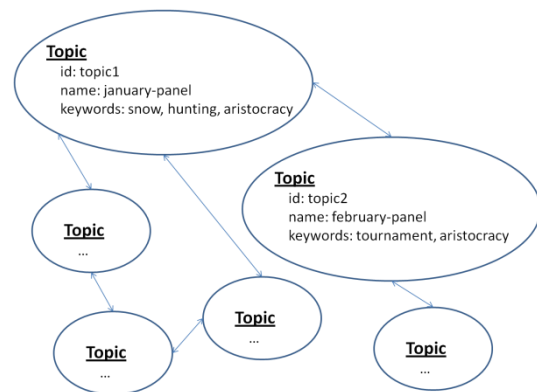 Topic
id: topic1
name: january-panel
keywords: snow, hunting, aristocracy
Topic
id: topic2
name: february-panel
keywords: tournament, aristocracy
Topic
...
Topic
...
Topic
...
Topic
...